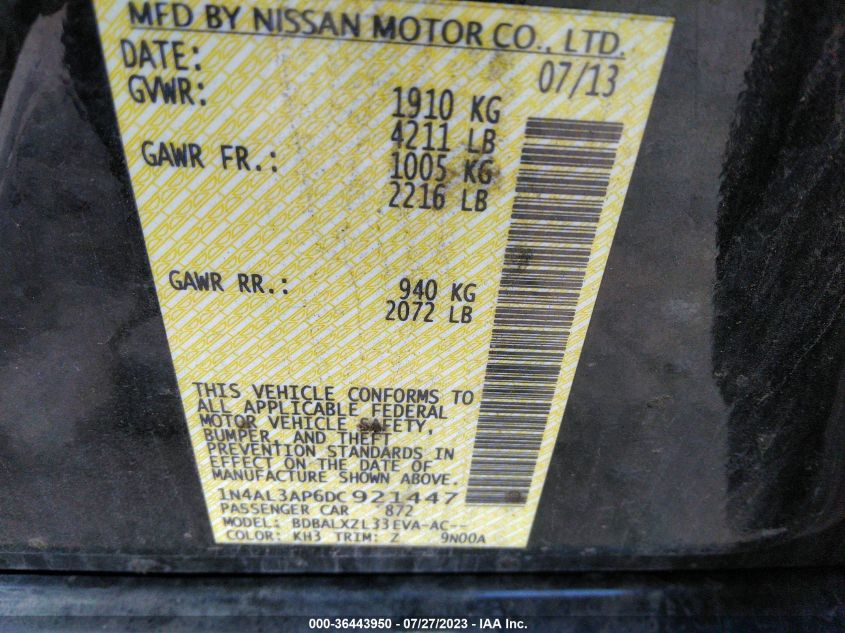 MFD BY NISSAN MOTOR CO., LTD.
DATE: 07/13
GVWR: 1910 KG
4211 LB
GAWR FR.: 1005 KG
2216 LB
GAWR RR.: 940 KG
2072 LB
THIS VEHICLE CONFORMS TO
ALL APPLICABLE FEDERAL
MOTOR VEHICLE SAFETY,
BUMPER, AND THEFT
PREVENTION STANDARDS IN
EFFECT ON THE DATE OF
MANUFACTURE SHOWN ABOVE.
1N4AL3AP6DC921447
PASSENGER CAR 872
MODEL: BDBALXZL33EVA-AC--
COLOR: KH3 TRIM: Z 9N00A
000-36443950 - 07/27/2023 - IAA Inc.